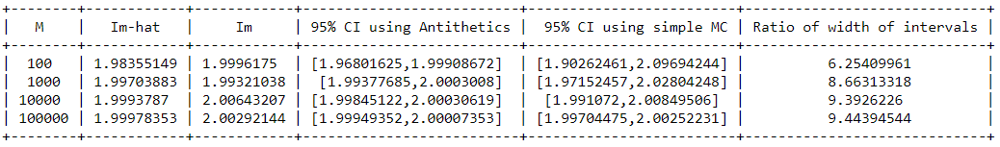 +--------+------------+------------+-------------------------+-------------------------+-----------------------------+
|   M    |   Im-hat   |     Im     | 95% CI using Antithetics |  95% CI using simple MC | Ratio of width of intervals |
+--------+------------+------------+-------------------------+-------------------------+-----------------------------+
|  100   | 1.98355149 | 1.9996175  | [1.96801625,1.99908672] | [1.90262461,2.09694244] |          6.25409961         |
|  1000  | 1.99703883 | 1.99321038 |  [1.99377685,2.0003008] | [1.97152457,2.02804248] |          8.66313318         |
| 10000  | 1.9993787  | 2.00643207 | [1.99845122,2.00030619] |  [1.991072,2.00849506]  |          9.3926226          |
| 100000 | 1.99978353 | 2.00292144 | [1.99949352,2.00007353] | [1.99704475,2.00252231] |          9.44394544         |
+--------+------------+------------+-------------------------+-------------------------+-----------------------------+